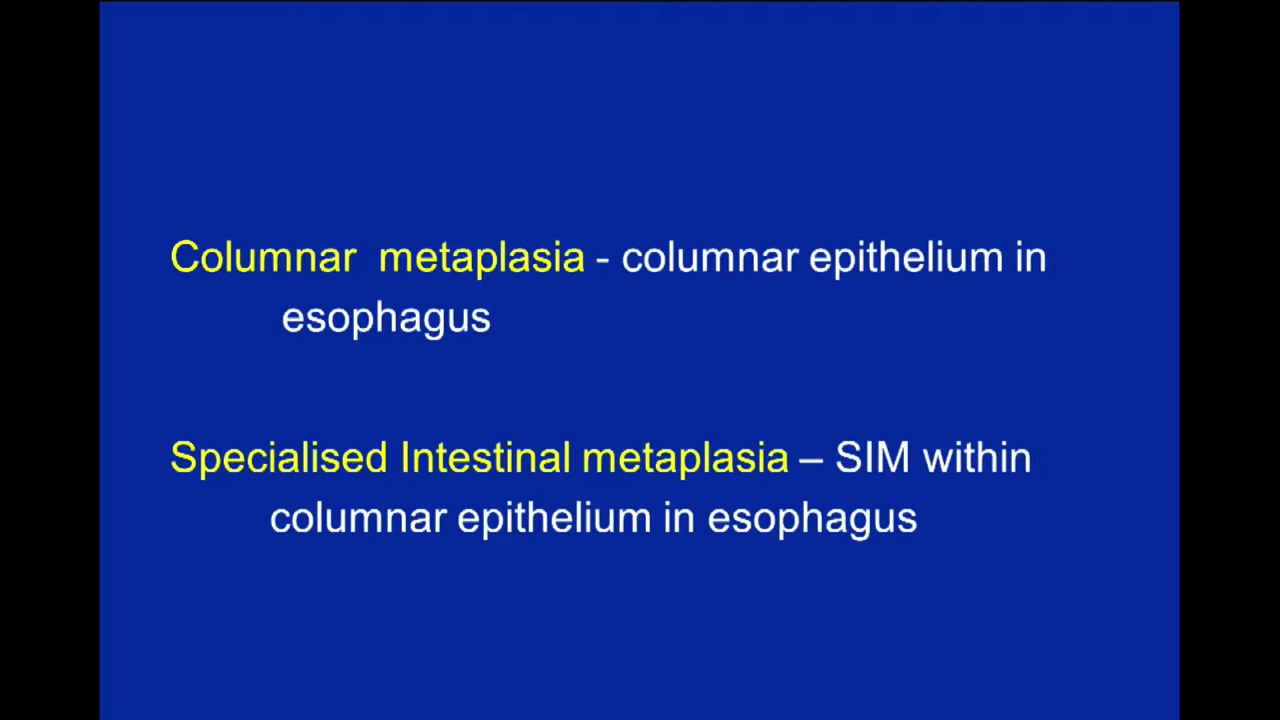 Columnar metaplasia - columnar epithelium in
esophagus
Specialised Intestinal metaplasia – SIM within
columnar epithelium in esophagus